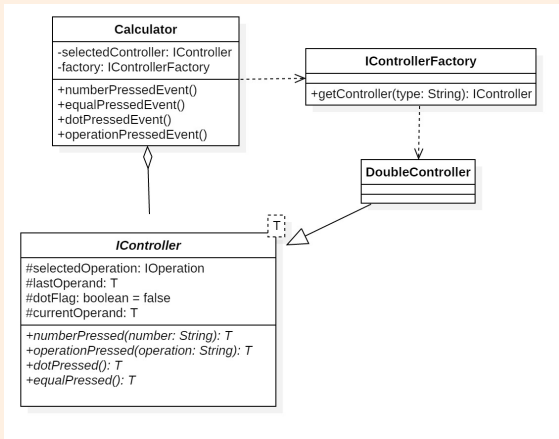 Calculator
-selectedController: IController
-factory: IControllerFactory
+numberPressedEvent()
+equalPressedEvent()
+dotPressedEvent()
+operationPressedEvent()
IControllerFactory
+getController(type: String): IController
DoubleController
T
IController
#selectedOperation: IOperation
#lastOperand: T
#dotFlag: boolean = false
#currentOperand: T
+numberPressed(number: String): T
+operationPressed(operation: String): T
+dotPressed(): T
+equalPressed(): T